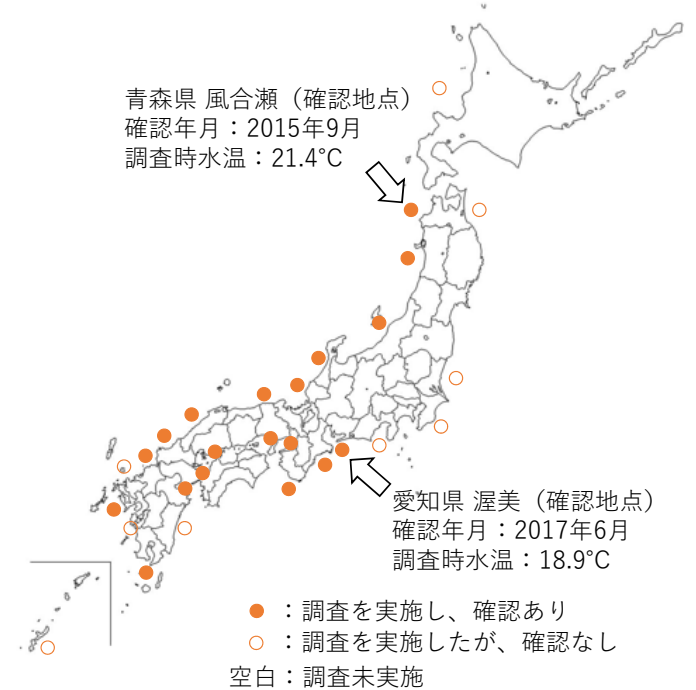 青森県 風合瀬（確認地点）
確認年月：2015年9月
調査時水温：21.4℃
愛知県 渥美（確認地点）
確認年月：2017年6月
調査時水温：18.9℃
●：調査を実施し、確認あり
○：調査を実施したが、確認なし
空白：調査未実施